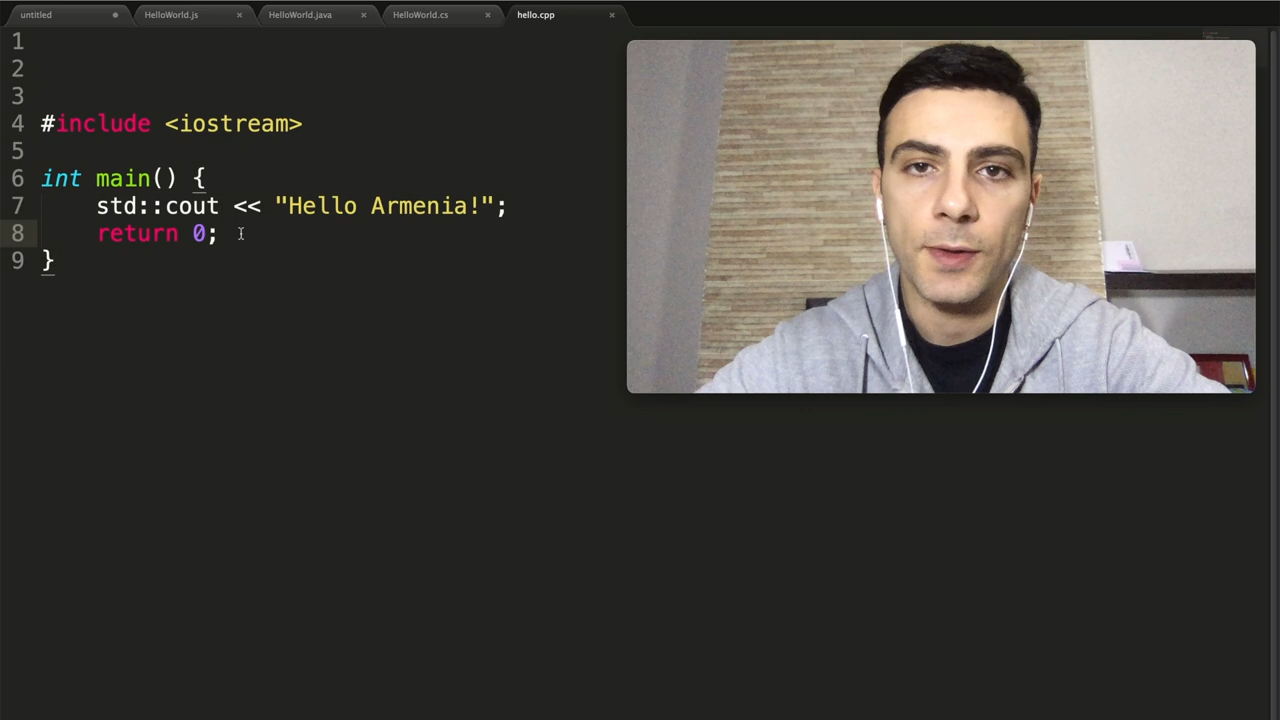 untitled HelloWorld.js HelloWorld.java HelloWorld.cs hello.cpp
1
2
3
4 #include <iostream>
5
6 int main() {
7 std::cout << "Hello Armenia!";
8 return 0;
9 }